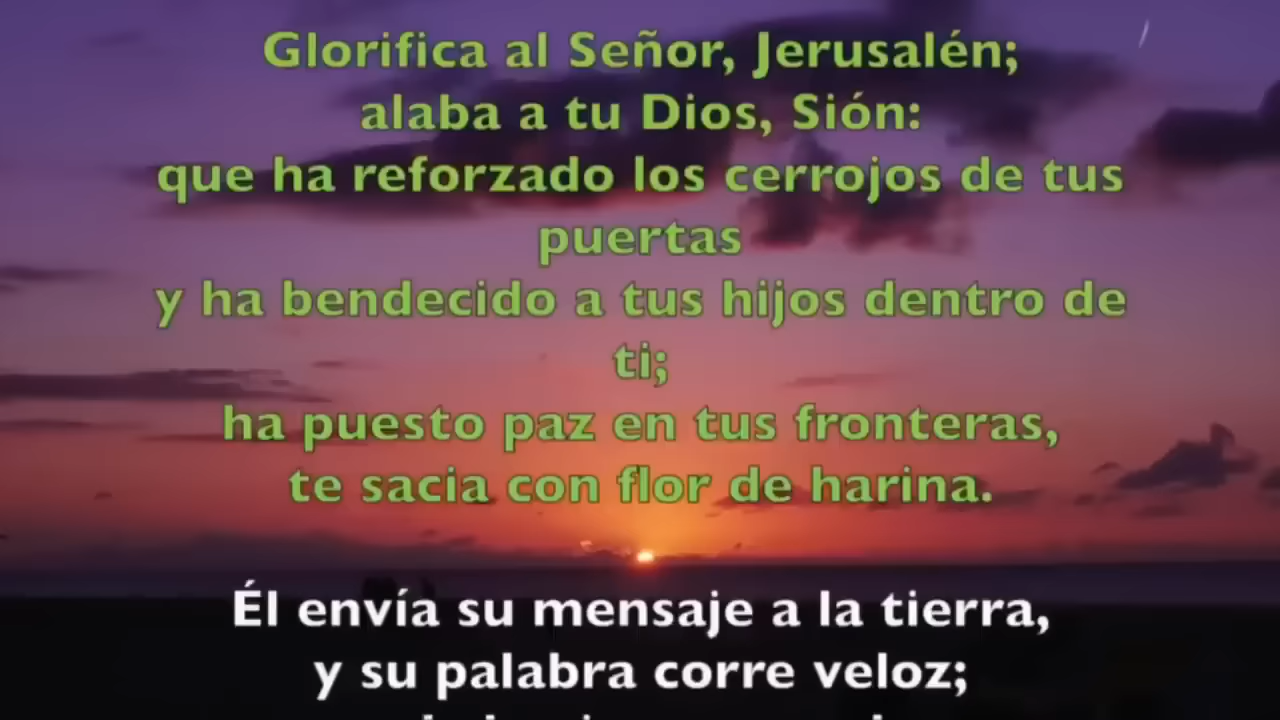 Glorifica al Señor, Jerusalén;
alaba a tu Dios, Sión:
que ha reforzado los cerrojos de tus
puertas
y ha bendecido a tus hijos dentro de
ti;
ha puesto paz en tus fronteras,
te sacia con flor de harina.
Él envía su mensaje a la tierra,
y su palabra corre veloz;